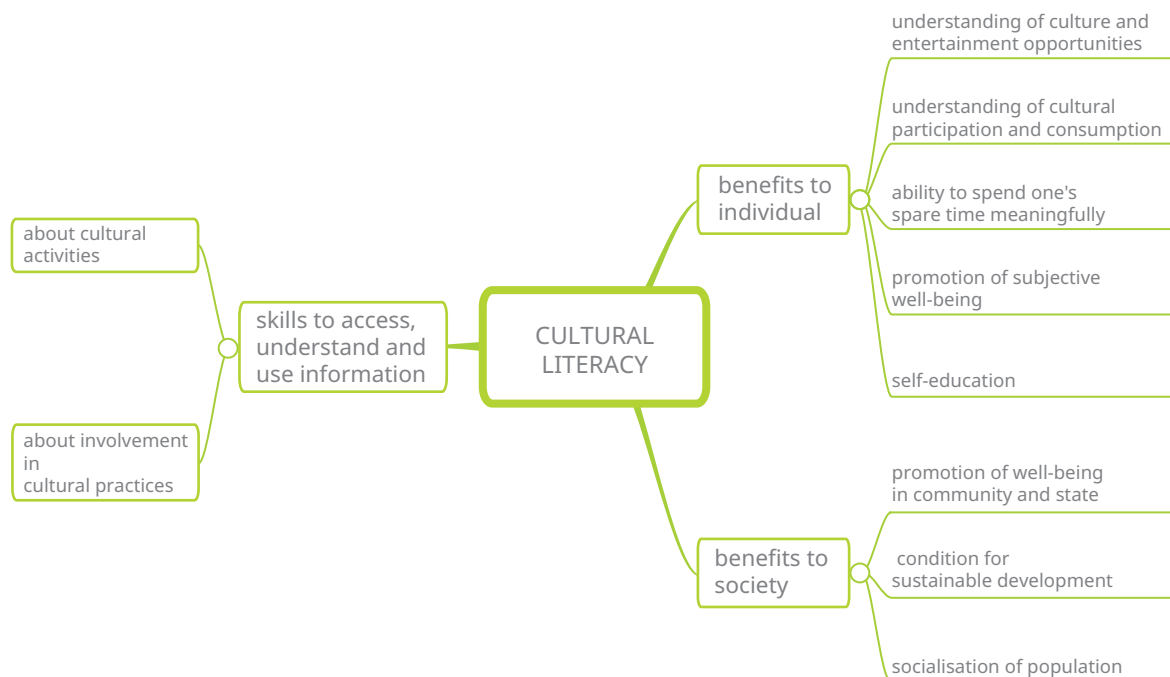 CULTURAL
LITERACY
skills to access,
understand and
use information
about cultural
activities
about involvement
in
cultural practices
benefits to
individual
understanding of culture and
entertainment opportunities
understanding of cultural
participation and consumption
ability to spend one's
spare time meaningfully
promotion of subjective
well-being
self-education
benefits to
society
promotion of well-being
in community and state
condition for
sustainable development
socialisation of population